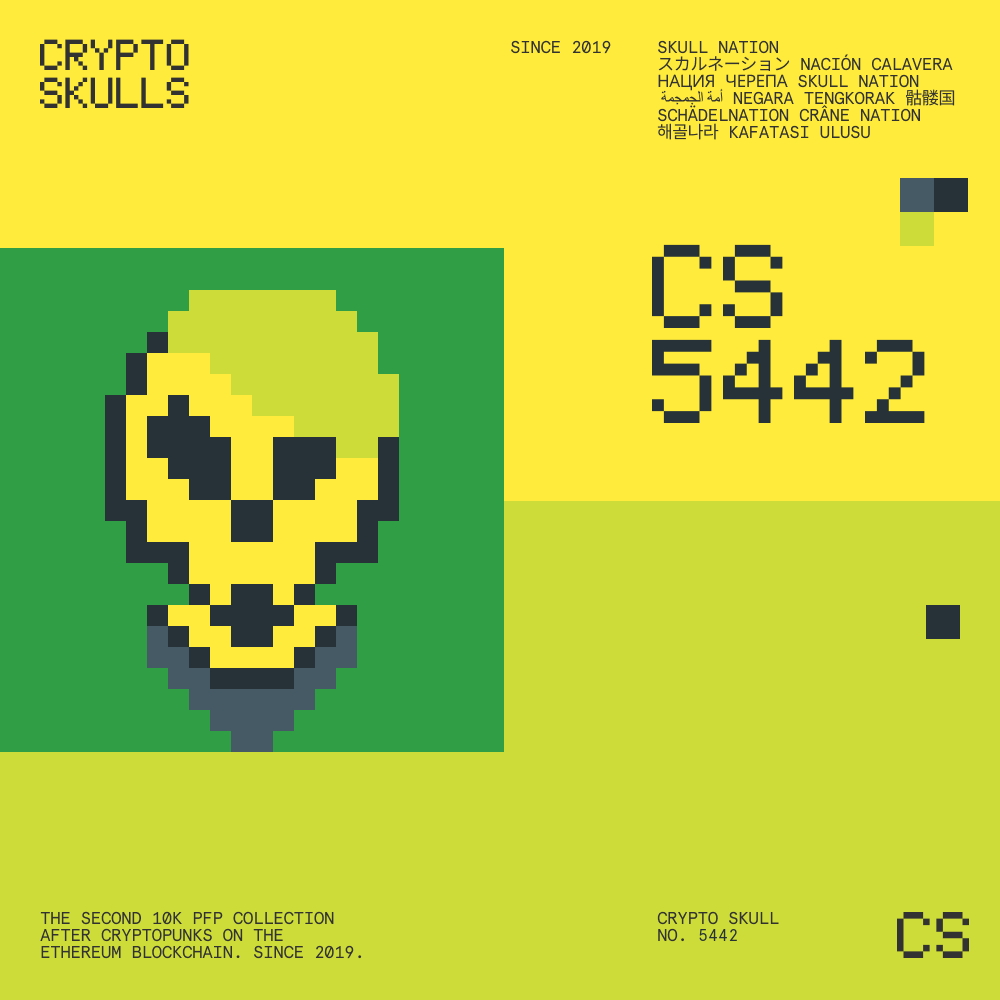 CRYPTO
SKULLS
SINCE 2019
SKULL NATION
スカルネーション NACIÓN CALAVERA
НАЦИЯ ЧЕРЕПА SKULL NATION
أمة الجمجمة NEGARA TENGKORAK 骷髅国
SCHÄDELNATION CRÂNE NATION
해골나라 KAFATASI ULUSU
CS
5442
THE SECOND 10K PFP COLLECTION
AFTER CRYPTOPUNKS ON THE
ETHEREUM BLOCKCHAIN. SINCE 2019.
CRYPTO SKULL
NO. 5442
CS